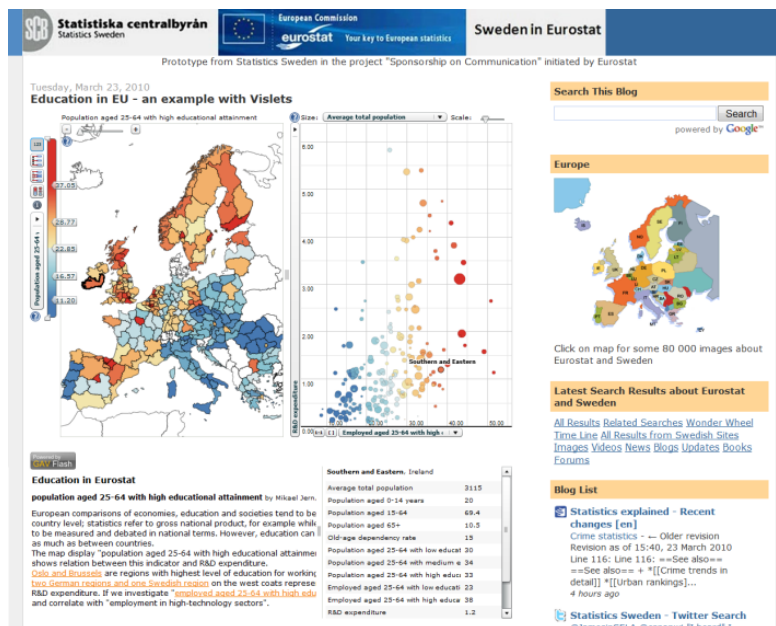 Statistiska centralbyrån
Statistics Sweden
SCB
European Commission
eurostat Your key to European statistics
Sweden in Eurostat
Prototype from Statistics Sweden in the project "Sponsorship on Communication" initiated by Eurostat
Tuesday, March 23, 2010
Education in EU - an example with Vislets
Population aged 25-64 with high educational attainment
Size: Average total population Scale:
37.05
28.77
22.85
16.57
11.20
Population aged 25-64
6.00
5.00
4.00
3.00
2.00
1.00
0.00
Southern and Eastern
R&D expenditure
10.00 20.00 30.00 40.00 50.00
Employed aged 25-64 with high
Powered by
GAV Flash
Education in Eurostat
population aged 25-64 with high educational attainment by Mikael Jern,
European comparisons of economies, education and societies tend to be
country level; statistics refer to gross national product, for example while
to be measured and debated in national terms. However, education can
as much as between countries.
The map display "population aged 25-64 with high educational attainmen
shows relation between this indicator and R&D expenditure.
Oslo and Brussels are regions with highest level of education for working
two German regions and one Swedish region on the west coats represe
R&D expenditure. If we investigate "employed aged 25-64 with high edu
and correlate with "employment in high-technology sectors".
Southern and Eastern, Ireland
Average total population 3115
Population aged 0-14 years 20
Population aged 15-64 69.4
Population aged 65+ 10.5
Old-age dependency rate 15
Population aged 25-64 with low educat 30
Population aged 25-64 with medium e 34
Population aged 25-64 with high educa 33
Employed aged 25-64 with low educati 23
Employed aged 25-64 with high educa 38
R&D expenditure 1.2
Search This Blog
Search
powered by Google™
Europe
Click on map for some 80 000 images about
Eurostat and Sweden
Latest Search Results about Eurostat
and Sweden
All Results Related Searches Wonder Wheel
Time Line All Results from Swedish Sites
Images Videos News Blogs Updates Books
Forums
Blog List
Statistics explained - Recent
changes [en]
Crime statistics - ← Older revision
Revision as of 15:40, 23 March 2010
Line 116: Line 116: ==See also==
==See also== + *[[Crime trends in
detail]] *[[Urban rankings]...
4 hours ago
Statistics Sweden - Twitter Search